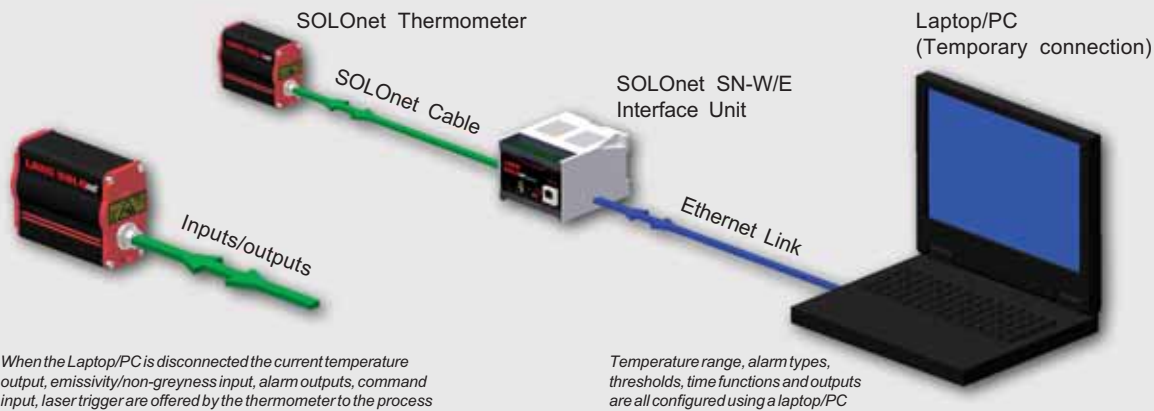 SOLOnet Thermometer
Laptop/PC
(Temporary connection)
SOLOnet Cable
SOLOnet SN-W/E
Interface Unit
LAND SOLOnet
Inputs/outputs
Ethernet Link
When the Laptop/PC is disconnected the current temperature
output, emissivity/non-greyness input, alarm outputs, command
input, laser trigger are offered by the thermometer to the process
Temperature range, alarm types,
thresholds, time functions and outputs
are all configured using a laptop/PC